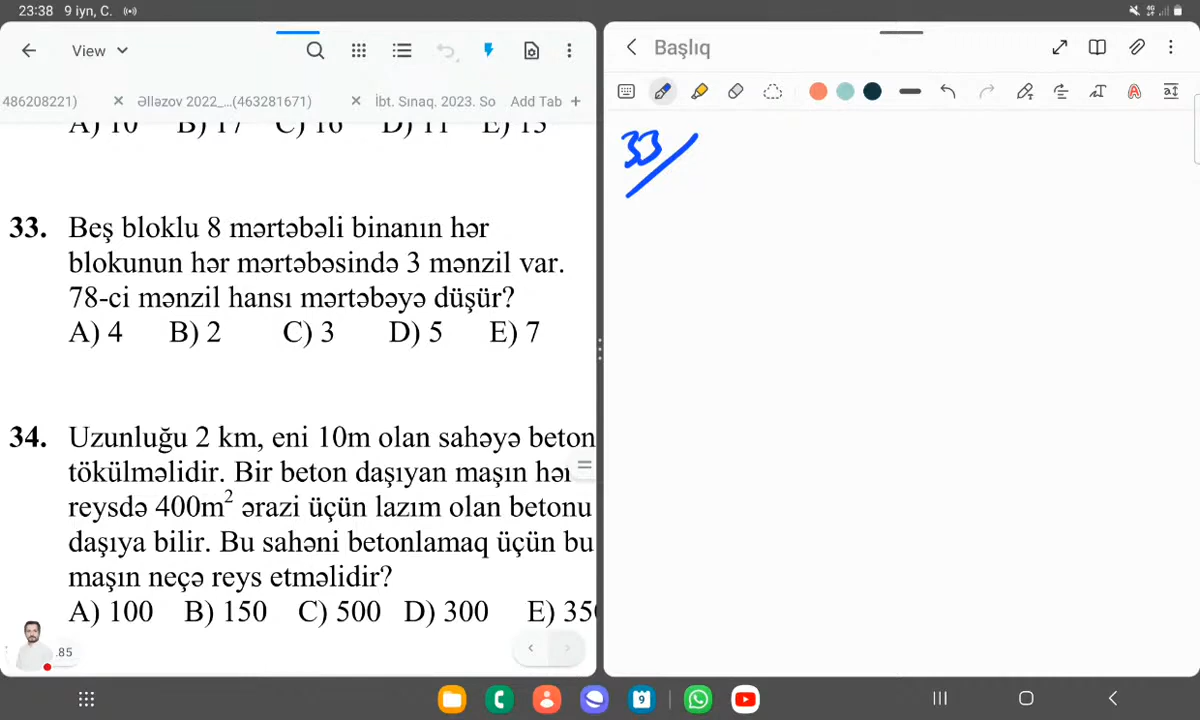 23:38 9 iyn, C.
View
486208221) × Əlləzov 2022_...(463281671) × İbt. Sınaq. 2023. So Add Tab +
33. Beş bloklu 8 mərtəbəli binanın hər
blokunun hər mərtəbəsində 3 mənzil var.
78-ci mənzil hansı mərtəbəyə düşür?
A) 4 B) 2 C) 3 D) 5 E) 7
34. Uzunluğu 2 km, eni 10m olan sahəyə beton
tökülməlidir. Bir beton daşıyan maşın hər
reysdə 400m² ərazi üçün lazım olan betonu
daşıya bilir. Bu sahəni betonlamaq üçün bu
maşın neçə reys etməlidir?
A) 100 B) 150 C) 500 D) 300 E) 35
.85
Başlıq
33
9